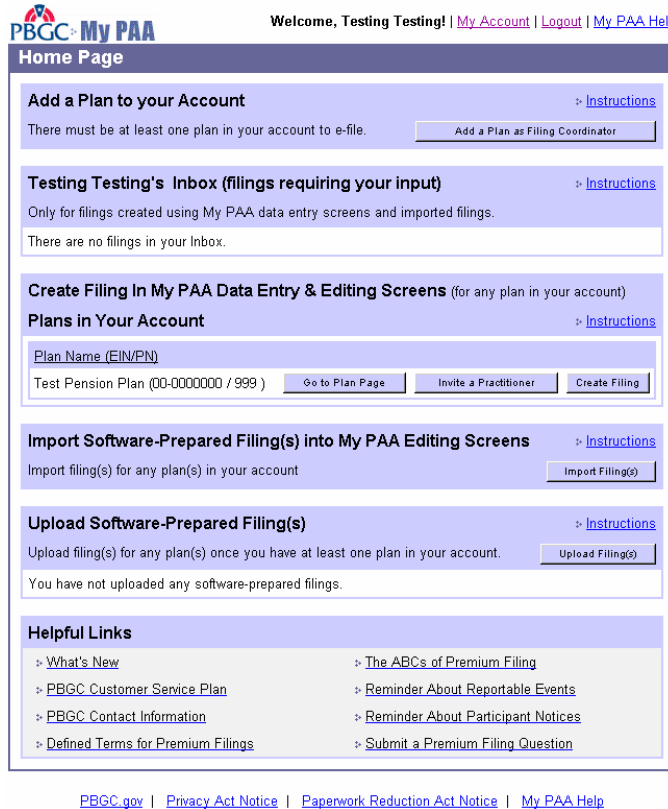 PBGC My PAA
Welcome, Testing Testing! | My Account | Logout | My PAA Hel
Home Page
Add a Plan to your Account
Instructions
There must be at least one plan in your account to e-file.
Add a Plan as Filing Coordinator
Testing Testing's Inbox (filings requiring your input)
Instructions
Only for filings created using My PAA data entry screens and imported filings.
There are no filings in your Inbox.
Create Filing In My PAA Data Entry & Editing Screens (for any plan in your account)
Plans in Your Account
Instructions
Plan Name (EIN/PN)
Test Pension Plan (00-0000000 / 999 )
Go to Plan Page
Invite a Practitioner
Create Filing
Import Software-Prepared Filing(s) into My PAA Editing Screens
Instructions
Import filing(s) for any plan(s) in your account
Import Filing(s)
Upload Software-Prepared Filing(s)
Instructions
Upload filing(s) for any plan(s) once you have at least one plan in your account.
Upload Filing(s)
You have not uploaded any software-prepared filings.
Helpful Links
What's New
The ABCs of Premium Filing
PBGC Customer Service Plan
Reminder About Reportable Events
PBGC Contact Information
Reminder About Participant Notices
Defined Terms for Premium Filings
Submit a Premium Filing Question
PBGC.gov | Privacy Act Notice | Paperwork Reduction Act Notice | My PAA Help